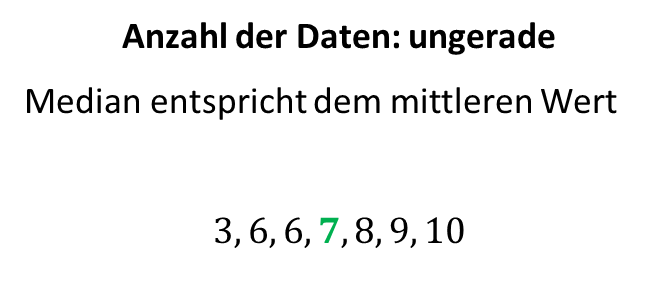 Anzahl der Daten: ungerade
Median entspricht dem mittleren Wert
3, 6, 6, 7, 8, 9, 10